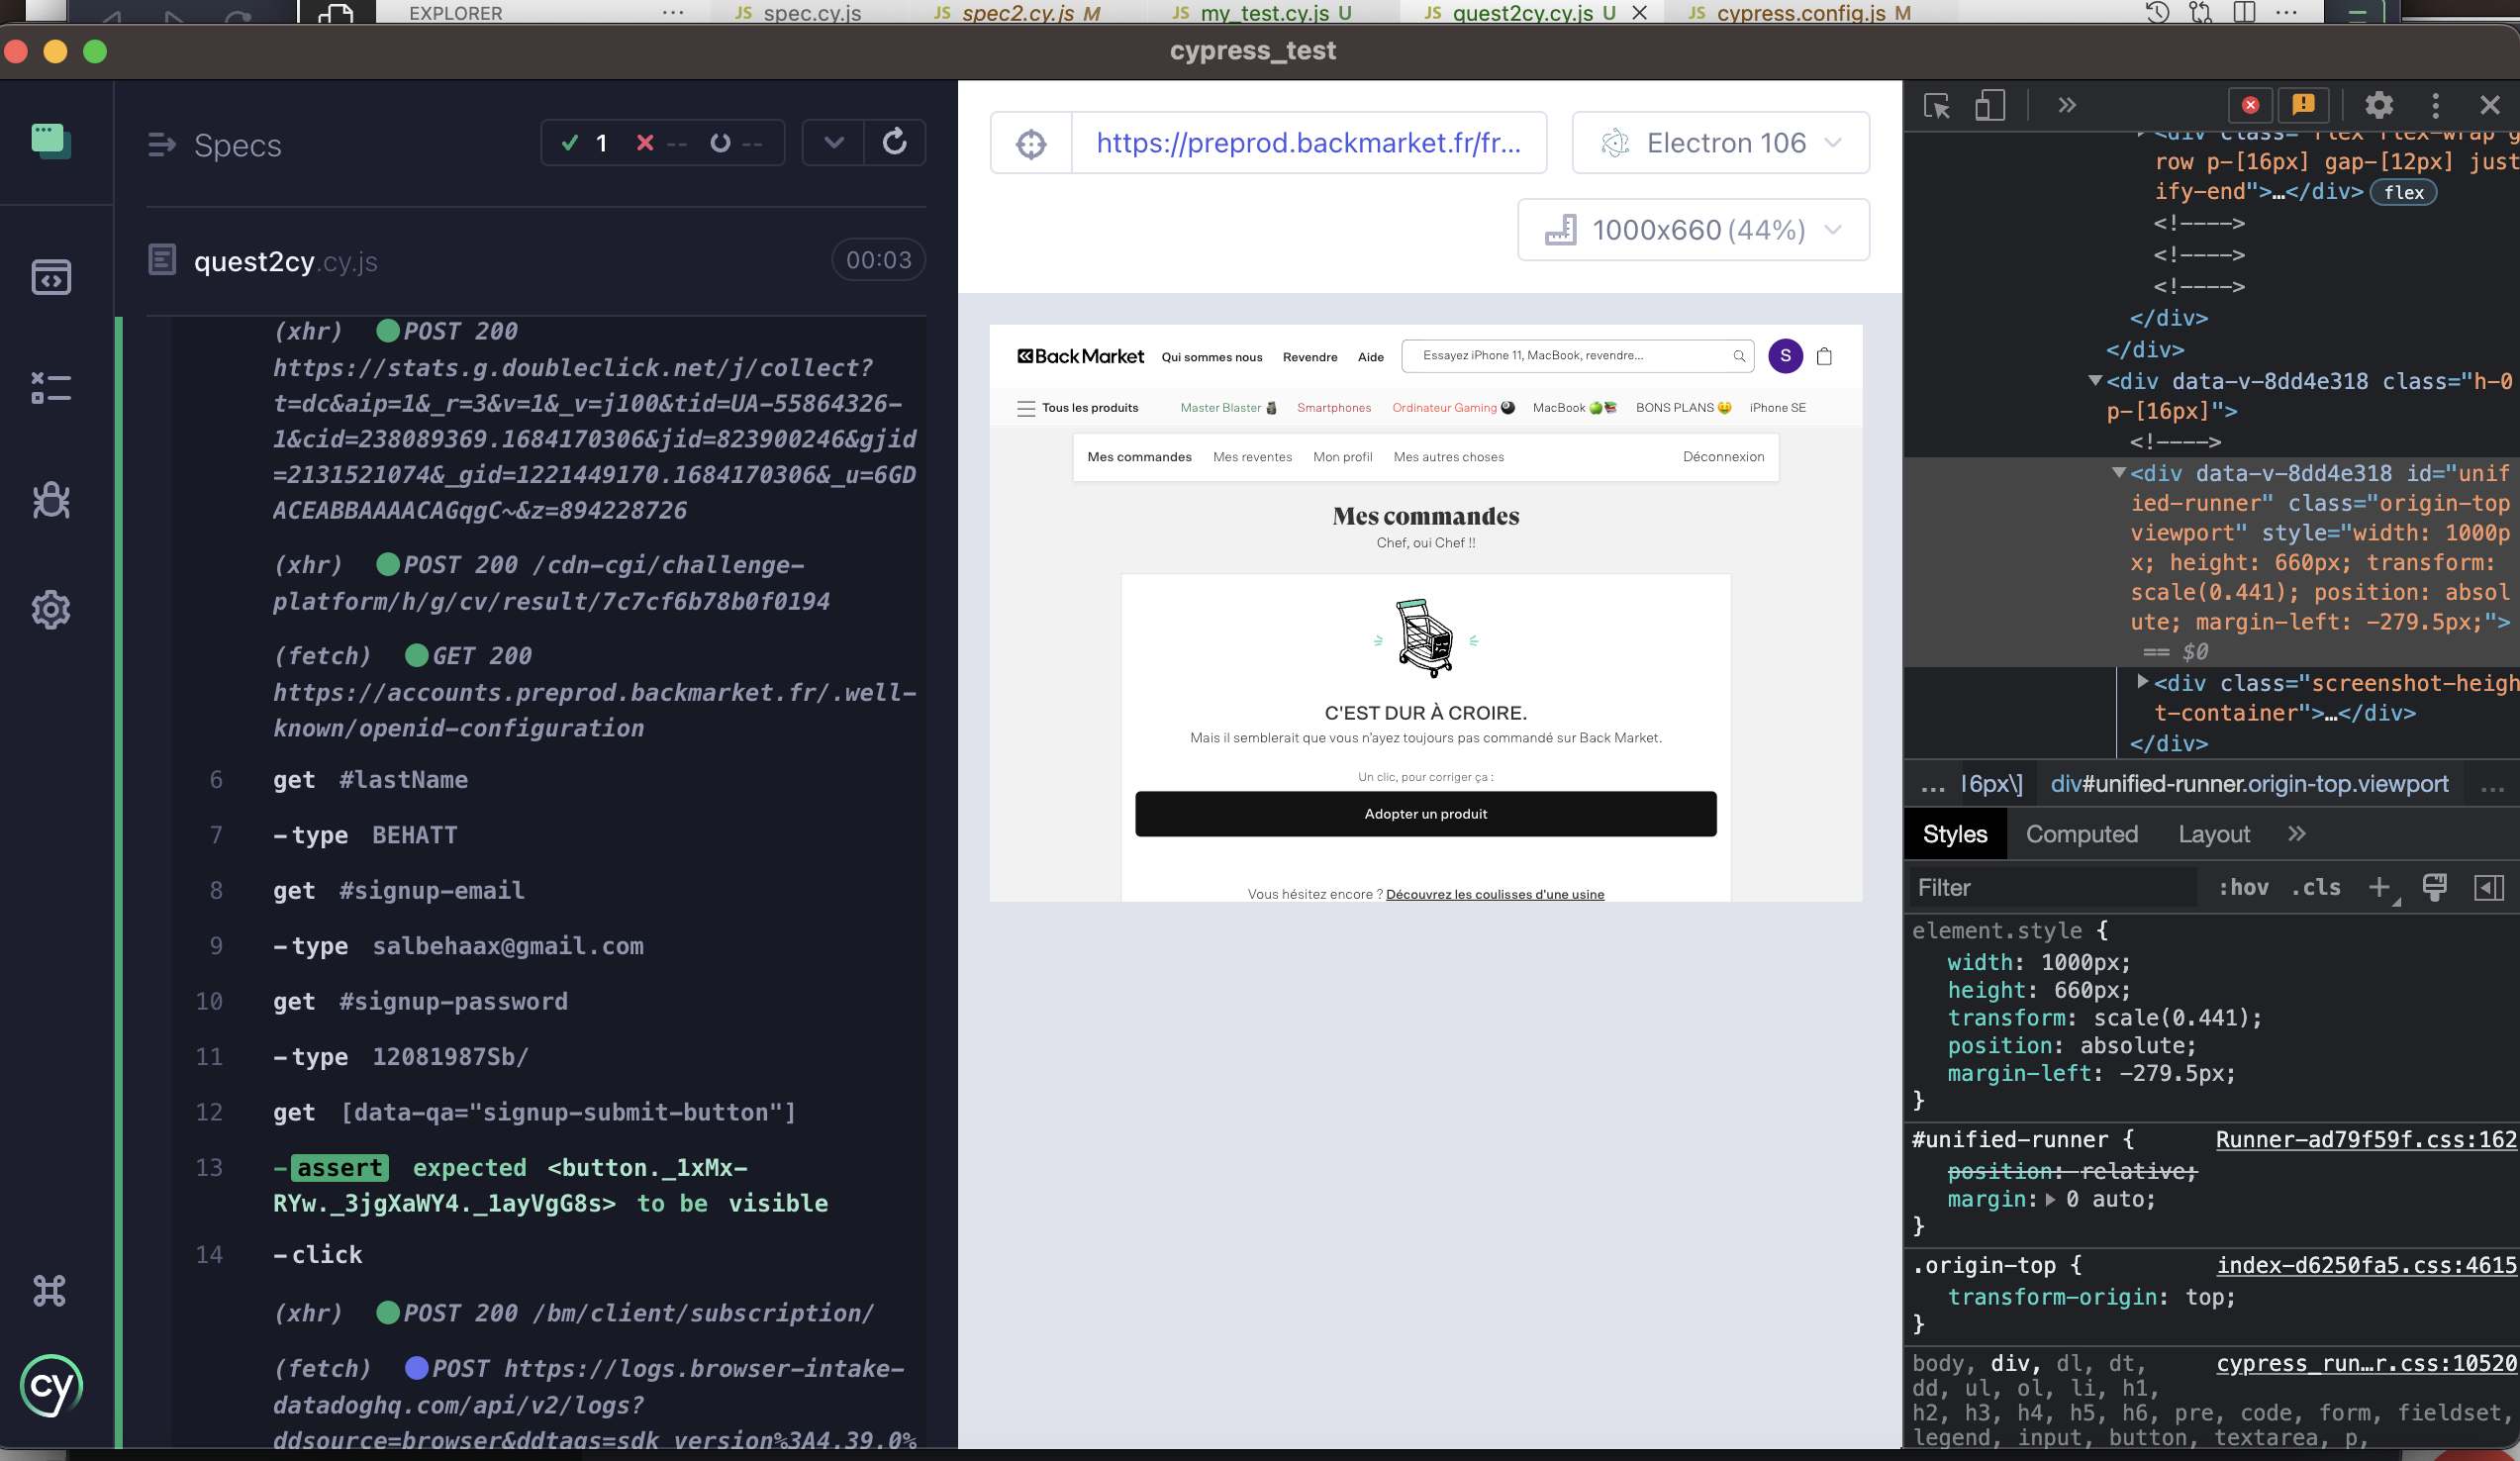 EXPLORER
JS spec.cy.js
JS spec2.cy.js M
JS my_test.cy.js U
JS quest2cy.cy.js U
JS cypress.config.js M
cypress_test
Specs
1 -- --
quest2cy.cy.js
00:03
(xhr) POST 200
https://stats.g.doubleclick.net/j/collect?
t=dc&aip=1&_r=3&v=1&_v=j100&tid=UA-55864326-
1&cid=238089369.1684170306&jid=823900246&gjid
=2131521074&_gid=1221449170.1684170306&_u=6GD
ACEABBAAAACAGqgC~&z=894228726
(xhr) POST 200 /cdn-cgi/challenge-
platform/h/g/cv/result/7c7cf6b78b0f0194
(fetch) GET 200
https://accounts.preprod.backmarket.fr/.well-
known/openid-configuration
6 get #lastName
7 -type BEHATT
8 get #signup-email
9 -type salbehaax@gmail.com
10 get #signup-password
11 -type 12081987Sb/
12 get [data-qa="signup-submit-button"]
13 -assert expected <button._1xMx-
RYw._3jgXaWY4._1ayVgG8s> to be visible
14 -click
(xhr) POST 200 /bm/client/subscription/
(fetch) POST https://logs.browser-intake-
datadoghq.com/api/v2/logs?
ddsource=browser&ddtags=sdk_version%3A4.39.0%
cy
https://preprod.backmarket.fr/fr...
Electron 106
1000x660 (44%)
Back Market
Qui sommes nous
Revendre
Aide
Essayez iPhone 11, MacBook, revendre...
S
Tous les produits
Master Blaster
Smartphones
Ordinateur Gaming
MacBook
BONS PLANS
iPhone SE
Mes commandes
Mes reventes
Mon profil
Mes autres choses
Déconnexion
Mes commandes
Chef, oui Chef !!
C'EST DUR À CROIRE.
Mais il semblerait que vous n'ayez toujours pas commandé sur Back Market.
Un clic, pour corriger ça :
Adopter un produit
Vous hésitez encore ? Découvrez les coulisses d'une usine
<div class="flex flex-wrap g
row p-[16px] gap-[12px] just
ify-end">…</div> flex
<!---->
<!---->
<!---->
</div>
</div>
<div data-v-8dd4e318 class="h-0
p-[16px]">
<!---->
<div data-v-8dd4e318 id="unif
ied-runner" class="origin-top
viewport" style="width: 1000p
x; height: 660px; transform:
scale(0.441); position: absol
ute; margin-left: -279.5px;">
== $0
<div class="screenshot-heigh
t-container">…</div>
</div>
... 16px\] div#unified-runner.origin-top.viewport ...
Styles
Computed
Layout
Filter
:hov .cls
element.style {
width: 1000px;
height: 660px;
transform: scale(0.441);
position: absolute;
margin-left: -279.5px;
}
#unified-runner { Runner-ad79f59f.css:162
position: relative;
margin: 0 auto;
}
.origin-top { index-d6250fa5.css:4615
transform-origin: top;
}
body, div, dl, dt, cypress_run…r.css:10520
dd, ul, ol, li, h1,
h2, h3, h4, h5, h6, pre, code, form, fieldset,
legend, input, button, textarea, p,